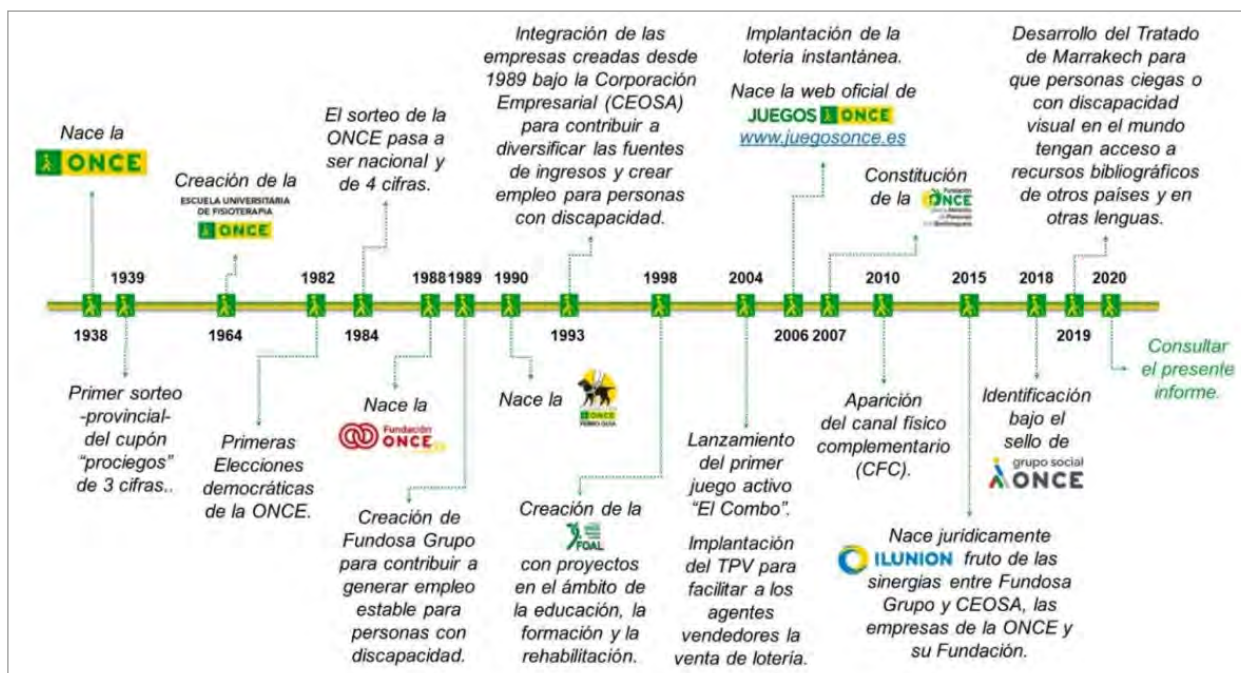 Nace la
ONCE
Creación de la
ESCUELA UNIVERSITARIA
DE FISIOTERAPIA
ONCE
El sorteo de la
ONCE pasa a
ser nacional y
de 4 cifras.
Integración de las
empresas creadas desde
1989 bajo la Corporación
Empresarial (CEOSA)
para contribuir a
diversificar las fuentes
de ingresos y crear
empleo para personas
con discapacidad.
Implantación de la
lotería instantánea.
Nace la web oficial de
JUEGOS ONCE
www.juegosonce.es
Constitución
de la
Fundación
ONCE
Desarrollo del Tratado
de Marrakech para
que personas ciegas o
con discapacidad
visual en el mundo
tengan acceso a
recursos bibliográficos
de otros países y en
otras lenguas.
1939
1982
1988
1989
1990
1998
2004
2010
2015
2018
2020
1938
1964
1984
1993
2006
2007
2019
Primer sorteo
-provincial-
del cupón
“prociegos”
de 3 cifras..
Primeras
Elecciones
democráticas
de la ONCE.
Nace la
Fundación
ONCE
Creación de
Fundosa Grupo
para contribuir a
generar empleo
estable para
personas con
discapacidad.
Nace la
ONCE
PERRO GUÍA
Creación de la
FOAL
con proyectos
en el ámbito de
la educación, la
formación y la
rehabilitación.
Lanzamiento
del primer
juego activo
“El Combo”.
Implantación
del TPV para
facilitar a los
agentes
vendedores la
venta de lotería.
Aparición
del canal físico
complementario
(CFC).
Nace jurídicamente
ILUNION fruto de las
sinergias entre Fundosa
Grupo y CEOSA, las
empresas de la ONCE y
su Fundación.
Identificación
bajo el
sello de
grupo social
ONCE
Consultar
el presente
informe.